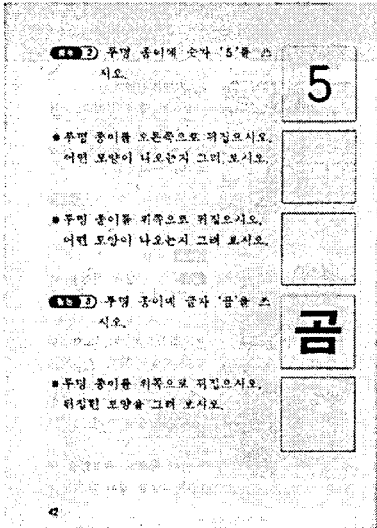 활동 2 투명 종이에 숫자 '5'를 쓰
시오.
5
투명 종이를 오른쪽으로 뒤집으시오.
어떤 모양이 나오는지 그려 보시오.
투명 종이를 위쪽으로 뒤집으시오.
어떤 모양이 나오는지 그려 보시오.
활동 3 투명 종이에 글자 '곰'을 쓰
시오.
곰
투명 종이를 위쪽으로 뒤집으시오.
뒤집힌 모양을 그려 보시오.
42